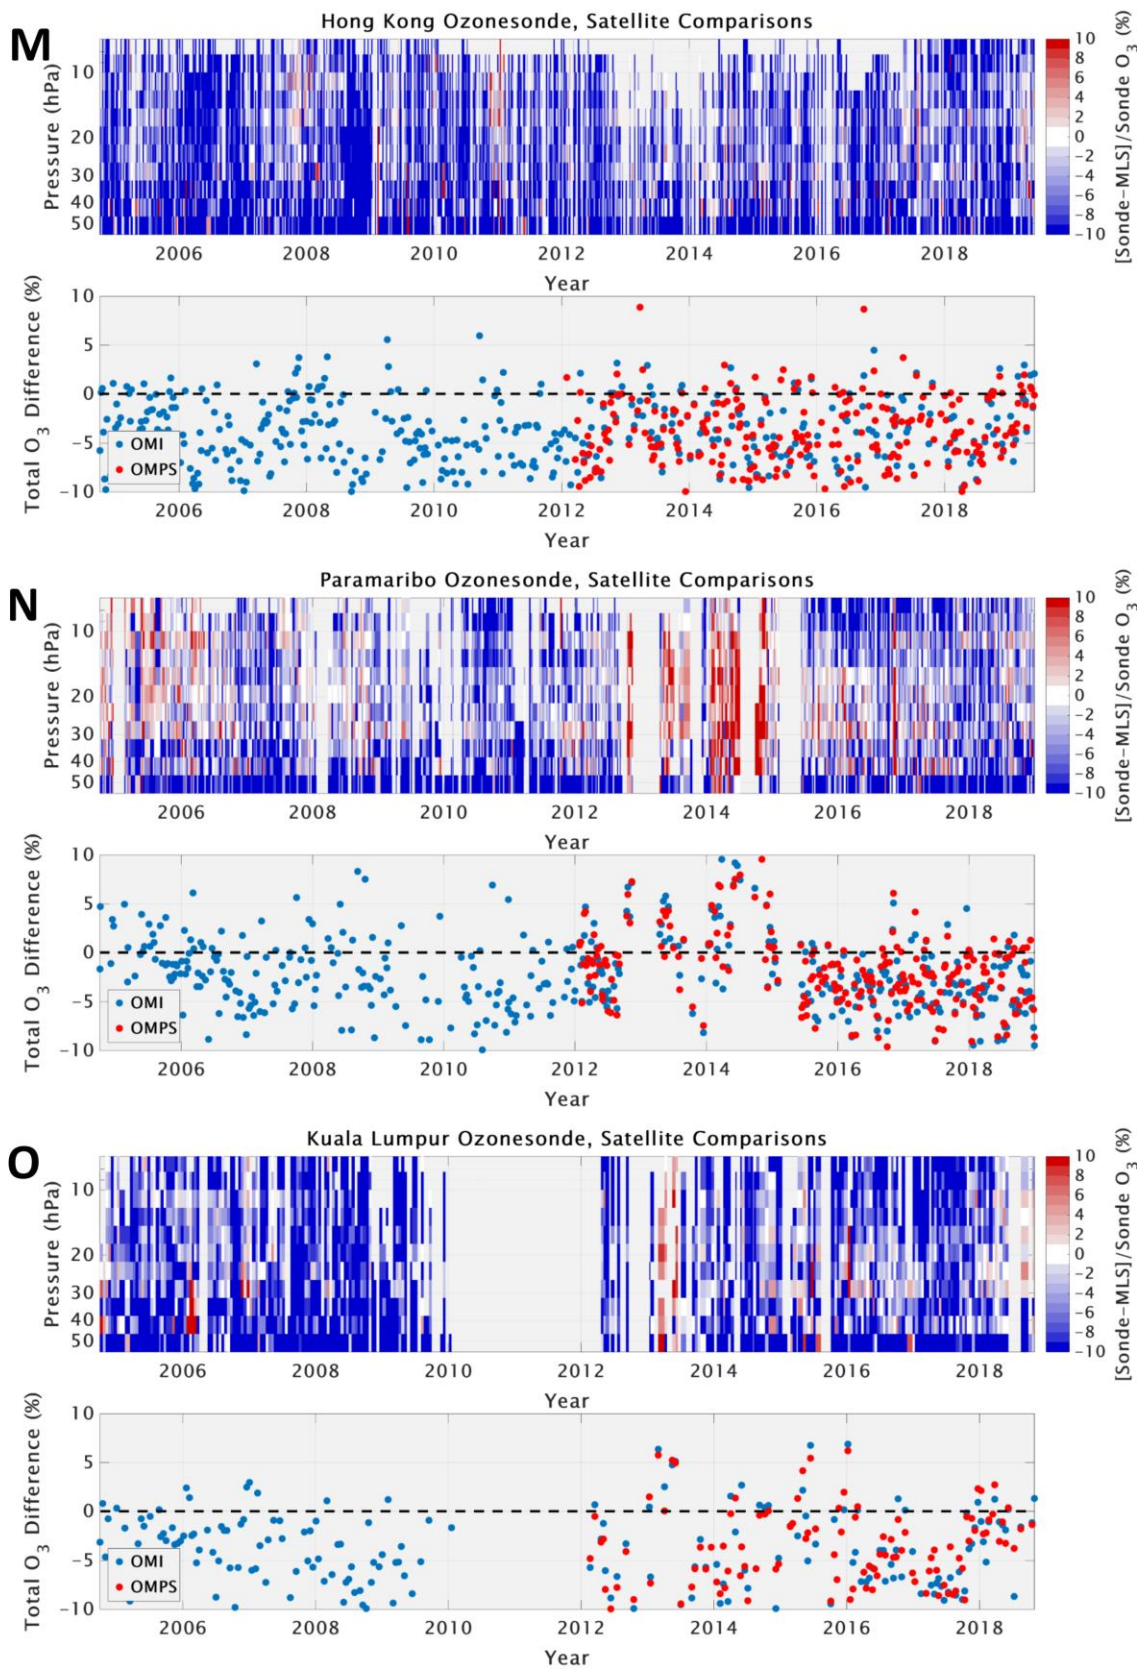 M
Hong Kong Ozonesonde, Satellite Comparisons
Pressure (hPa)
10
20
30
40
50
2006 2008 2010 2012 2014 2016 2018
Year
10
8
6
4
2
0
−2
−4
−6
−8
−10
[Sonde-MLS]/Sonde O3 (%)
Total O3 Difference (%)
10
5
0
−5
−10
OMI
OMPS
2006 2008 2010 2012 2014 2016 2018
Year
N
Paramaribo Ozonesonde, Satellite Comparisons
Pressure (hPa)
10
20
30
40
50
2006 2008 2010 2012 2014 2016 2018
Year
10
8
6
4
2
0
−2
−4
−6
−8
−10
[Sonde-MLS]/Sonde O3 (%)
Total O3 Difference (%)
10
5
0
−5
−10
OMI
OMPS
2006 2008 2010 2012 2014 2016 2018
Year
O
Kuala Lumpur Ozonesonde, Satellite Comparisons
Pressure (hPa)
10
20
30
40
50
2006 2008 2010 2012 2014 2016 2018
Year
10
8
6
4
2
0
−2
−4
−6
−8
−10
[Sonde-MLS]/Sonde O3 (%)
Total O3 Difference (%)
10
5
0
−5
−10
OMI
OMPS
2006 2008 2010 2012 2014 2016 2018
Year